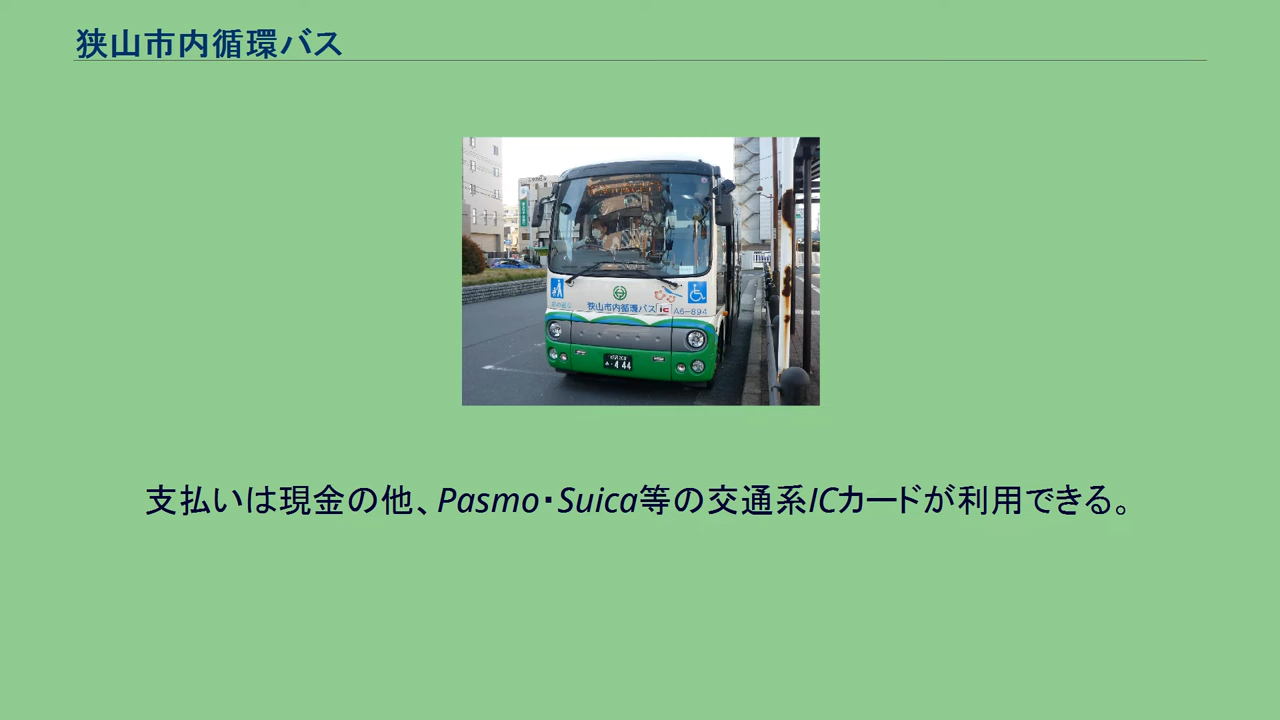 狭山市内循環バス
狭山市内循環バス
ic
A6-894
444
支払いは現金の他、Pasmo・Suica等の交通系ICカードが利用できる。